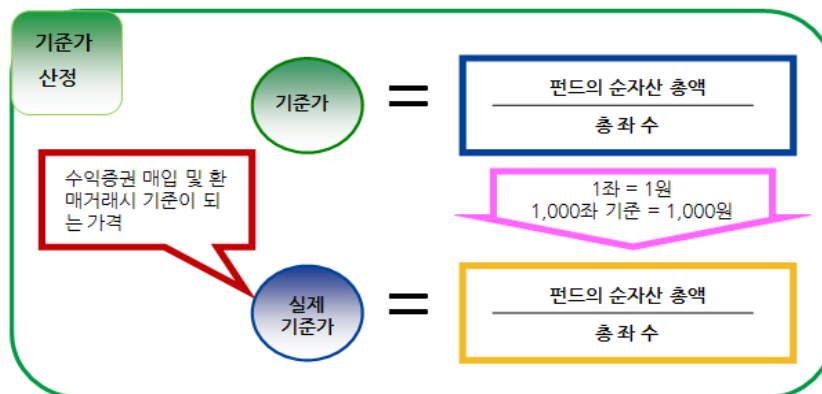 기준가
산정
기준가
=
펀드의 순자산 총액
총 좌 수
수익증권 매입 및 환
매거래시 기준이 되
는 가격
1좌 = 1원
1,000좌 기준 = 1,000원
실제
기준가
=
펀드의 순자산 총액
총 좌 수